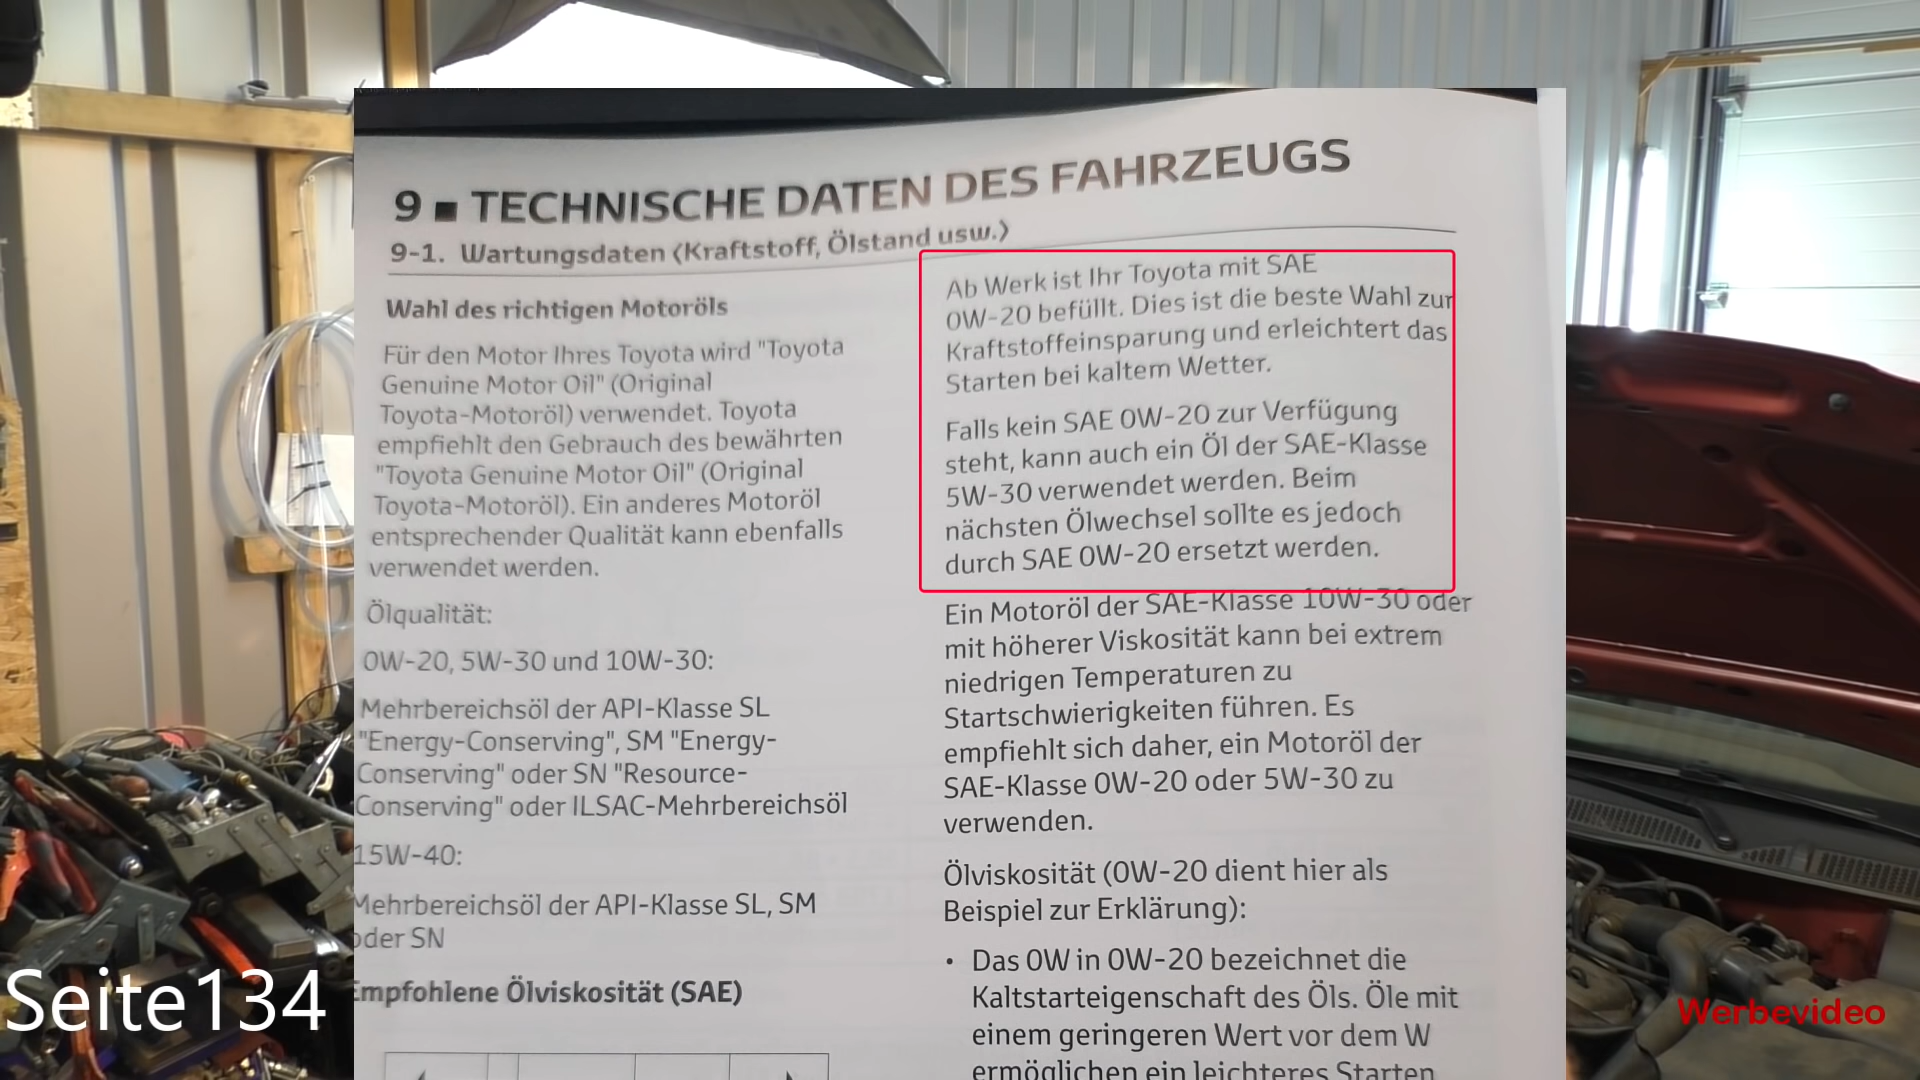 9 ■ TECHNISCHE DATEN DES FAHRZEUGS
9-1. Wartungsdaten (Kraftstoff, Ölstand usw.)
Wahl des richtigen Motoröls
Für den Motor Ihres Toyota wird "Toyota
Genuine Motor Oil" (Original
Toyota-Motoröl) verwendet. Toyota
empfiehlt den Gebrauch des bewährten
"Toyota Genuine Motor Oil" (Original
Toyota-Motoröl). Ein anderes Motoröl
entsprechender Qualität kann ebenfalls
verwendet werden.
Ölqualität:
0W-20, 5W-30 und 10W-30:
Mehrbereichsöl der API-Klasse SL
"Energy-Conserving", SM "Energy-
Conserving" oder SN "Resource-
Conserving" oder ILSAC-Mehrbereichsöl
15W-40:
Mehrbereichsöl der API-Klasse SL, SM
oder SN
Empfohlene Ölviskosität (SAE)
Ab Werk ist Ihr Toyota mit SAE
0W-20 befüllt. Dies ist die beste Wahl zur
Kraftstoffeinsparung und erleichtert das
Starten bei kaltem Wetter.
Falls kein SAE 0W-20 zur Verfügung
steht, kann auch ein Öl der SAE-Klasse
5W-30 verwendet werden. Beim
nächsten Ölwechsel sollte es jedoch
durch SAE 0W-20 ersetzt werden.
Ein Motoröl der SAE-Klasse 10W-30 oder
mit höherer Viskosität kann bei extrem
niedrigen Temperaturen zu
Startschwierigkeiten führen. Es
empfiehlt sich daher, ein Motoröl der
SAE-Klasse 0W-20 oder 5W-30 zu
verwenden.
Ölviskosität (0W-20 dient hier als
Beispiel zur Erklärung):
• Das 0W in 0W-20 bezeichnet die
Kaltstarteigenschaft des Öls. Öle mit
einem geringeren Wert vor dem W
ermöglichen ein leichteres Starten
Seite134
Werbevideo